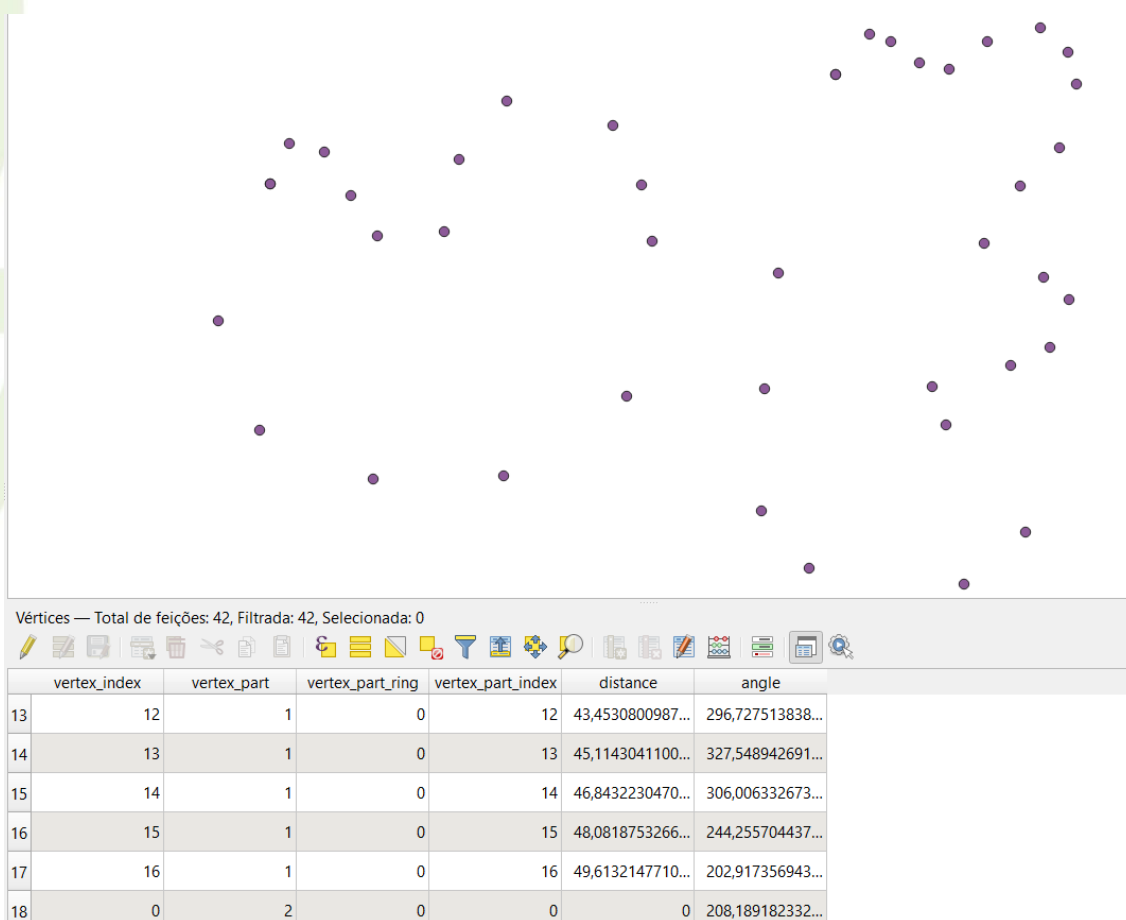 Vértices — Total de feições: 42, Filtrada: 42, Selecionada: 0
vertex_index vertex_part vertex_part_ring vertex_part_index distance angle
13 12 1 0 12 43,4530800987... 296,727513838...
14 13 1 0 13 45,1143041100... 327,548942691...
15 14 1 0 14 46,8432230470... 306,006332673...
16 15 1 0 15 48,0818753266... 244,255704437...
17 16 1 0 16 49,6132147710... 202,917356943...
18 0 2 0 0 0 208,189182332...